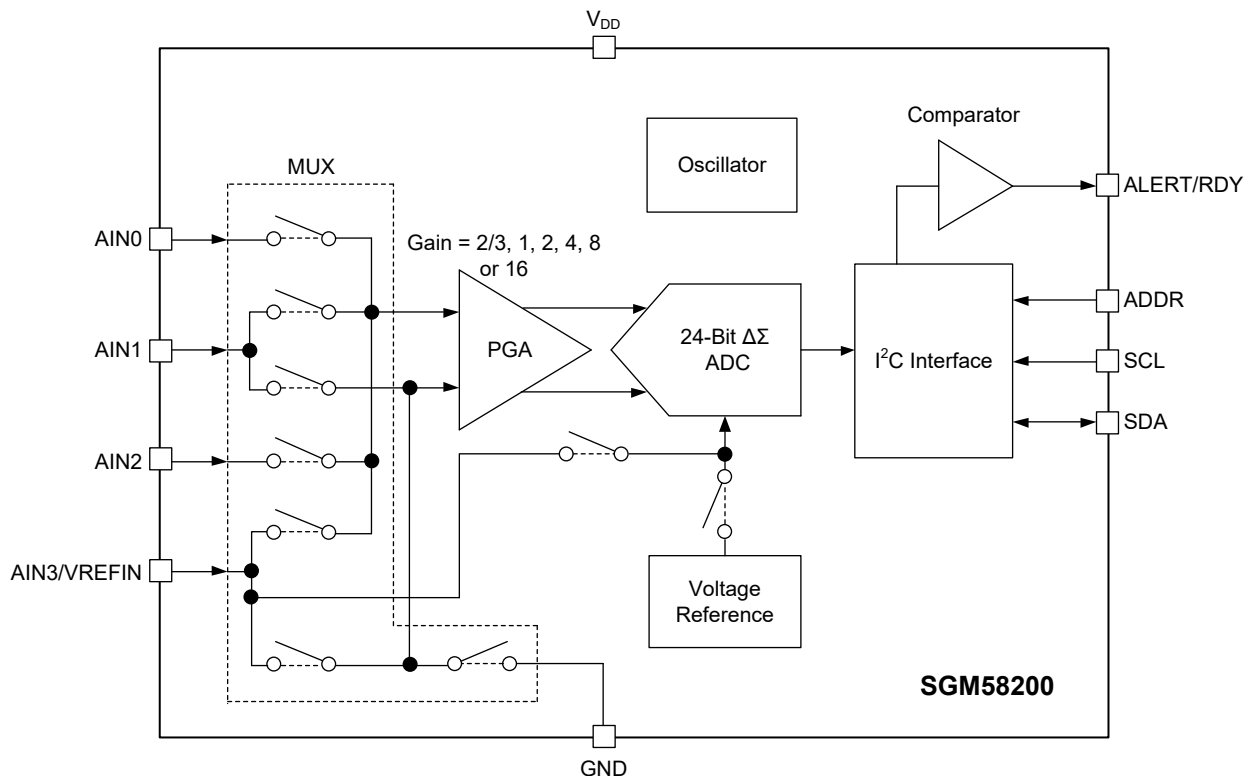 V_DD
Comparator
Oscillator
MUX
ALERT/RDY
AIN0
Gain = 2/3, 1, 2, 4, 8
or 16
ADDR
AIN1
PGA
24-Bit ΔΣ
ADC
I²C Interface
SCL
SDA
AIN2
AIN3/VREFIN
Voltage
Reference
SGM58200
GND